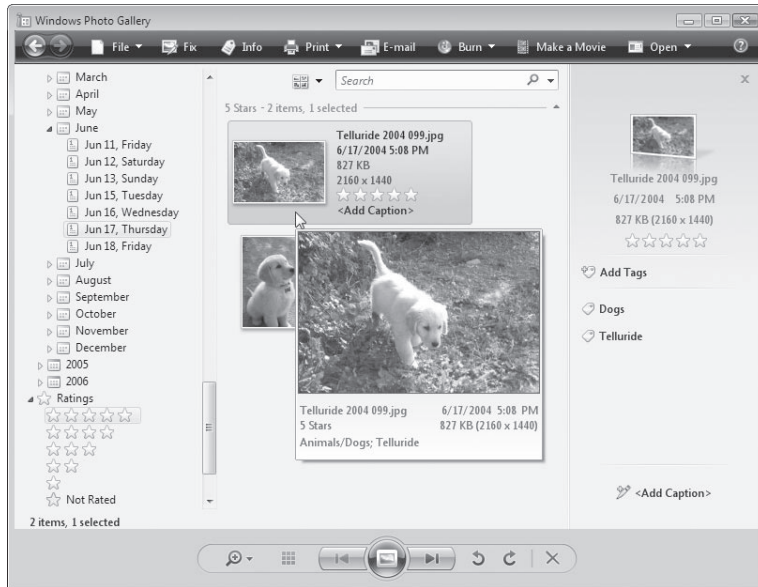 Windows Photo Gallery
File Fix Info Print E-mail Burn Make a Movie Open
March
April
May
June
Jun 11, Friday
Jun 12, Saturday
Jun 13, Sunday
Jun 15, Tuesday
Jun 16, Wednesday
Jun 17, Thursday
Jun 18, Friday
July
August
September
October
November
December
2005
2006
Ratings
Not Rated
2 items, 1 selected
Search
5 Stars - 2 items, 1 selected
Telluride 2004 099.jpg
6/17/2004 5:08 PM
827 KB
2160 x 1440
<Add Caption>
Telluride 2004 099.jpg 6/17/2004 5:08 PM
5 Stars 827 KB (2160 x 1440)
Animals/Dogs; Telluride
Telluride 2004 099.jpg
6/17/2004 5:08 PM
827 KB (2160 x 1440)
Add Tags
Dogs
Telluride
<Add Caption>